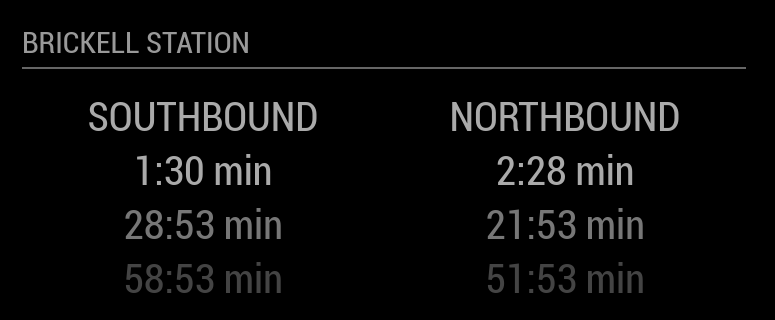 BRICKELL STATION
SOUTHBOUND NORTHBOUND
1:30 min 2:28 min
28:53 min 21:53 min
58:53 min 51:53 min